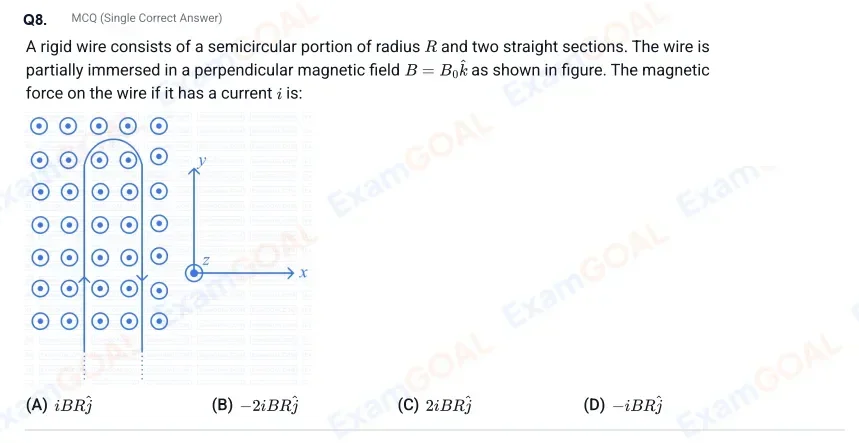 Q8. MCQ (Single Correct Answer)
A rigid wire consists of a semicircular portion of radius R and two straight sections. The wire is
partially immersed in a perpendicular magnetic field B = B₀k̂ as shown in figure. The magnetic
force on the wire if it has a current i is:
y
z
x
(A) iBRĵ (B) −2iBRĵ (C) 2iBRĵ (D) −iBRĵ
ExamGOAL